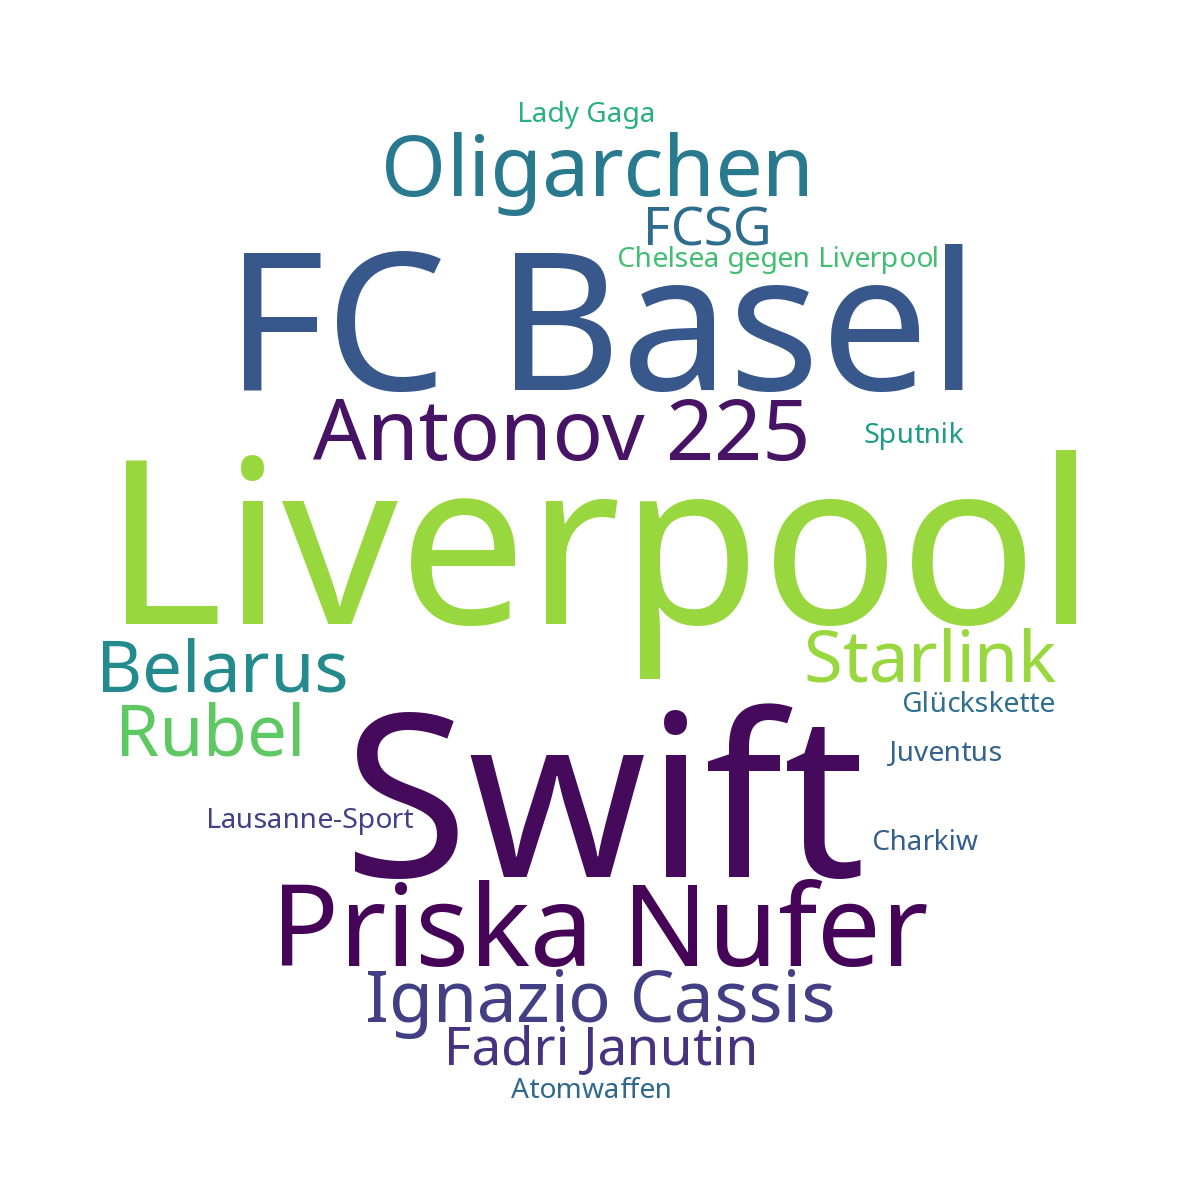 Lady Gaga
Oligarchen
FCSG
Chelsea gegen Liverpool
FC Basel
Antonov 225
Sputnik
Liverpool
Belarus
Starlink
Glückskette
Rubel
Juventus
Swift
Lausanne-Sport
Charkiw
Priska Nufer
Ignazio Cassis
Fadri Janutin
Atomwaffen